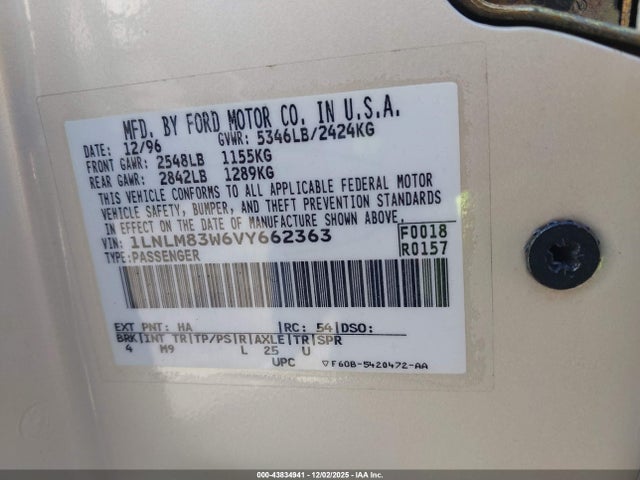 MFD. BY FORD MOTOR CO. IN U.S.A.
DATE: 12/96 GVWR: 5346LB/2424KG
FRONT GAWR: 2548LB 1155KG
REAR GAWR: 2842LB 1289KG
THIS VEHICLE CONFORMS TO ALL APPLICABLE FEDERAL MOTOR
VEHICLE SAFETY, BUMPER, AND THEFT PREVENTION STANDARDS
IN EFFECT ON THE DATE OF MANUFACTURE SHOWN ABOVE.
VIN: 1LNLM83W6VY662363 F0018
TYPE: PASSENGER R0157
EXT PNT: HA RC: 54 DSO:
BRK INT TR TP/PS R AXLE TR SPR
4 M9 L 25 U
UPC ▽F60B-5420472-AA
000-43834941 - 12/02/2025 - IAA Inc.